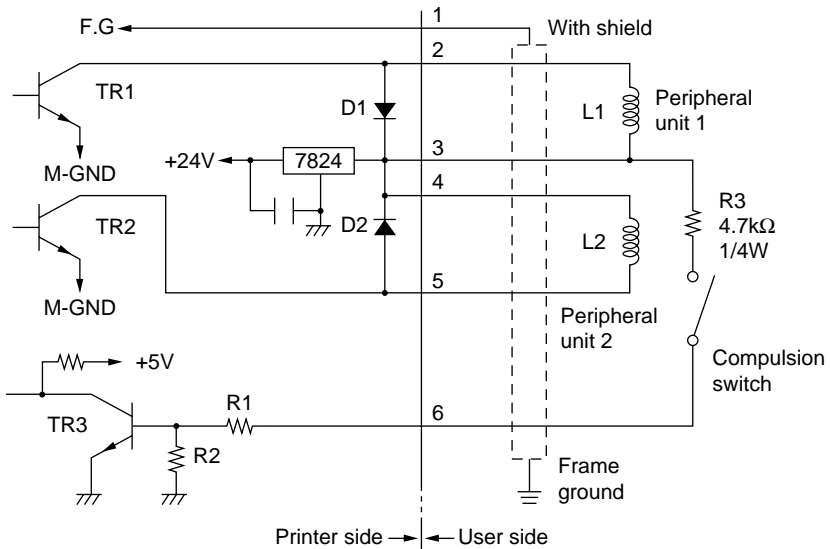 F.G
1
With shield
2
TR1
D1
L1
Peripheral
unit 1
M-GND
+24V
7824
3
4
TR2
D2
L2
R3
4.7kΩ
1/4W
M-GND
5
Peripheral
unit 2
+5V
Compulsion
switch
TR3
R1
6
R2
Frame
ground
Printer side
User side